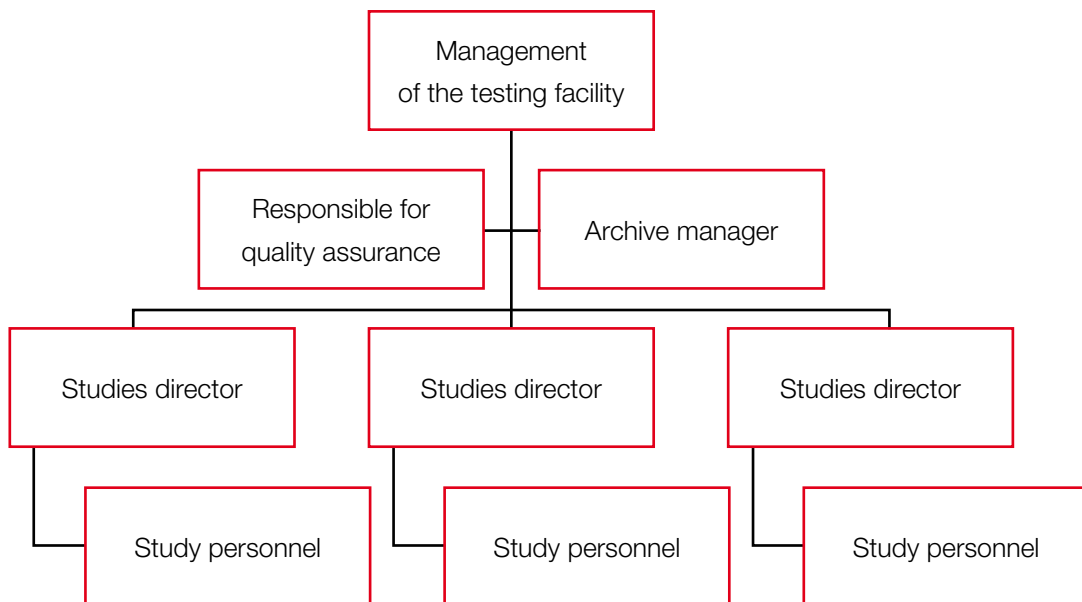 Management
of the testing facility
Responsible for
quality assurance
Archive manager
Studies director
Studies director
Studies director
Study personnel
Study personnel
Study personnel